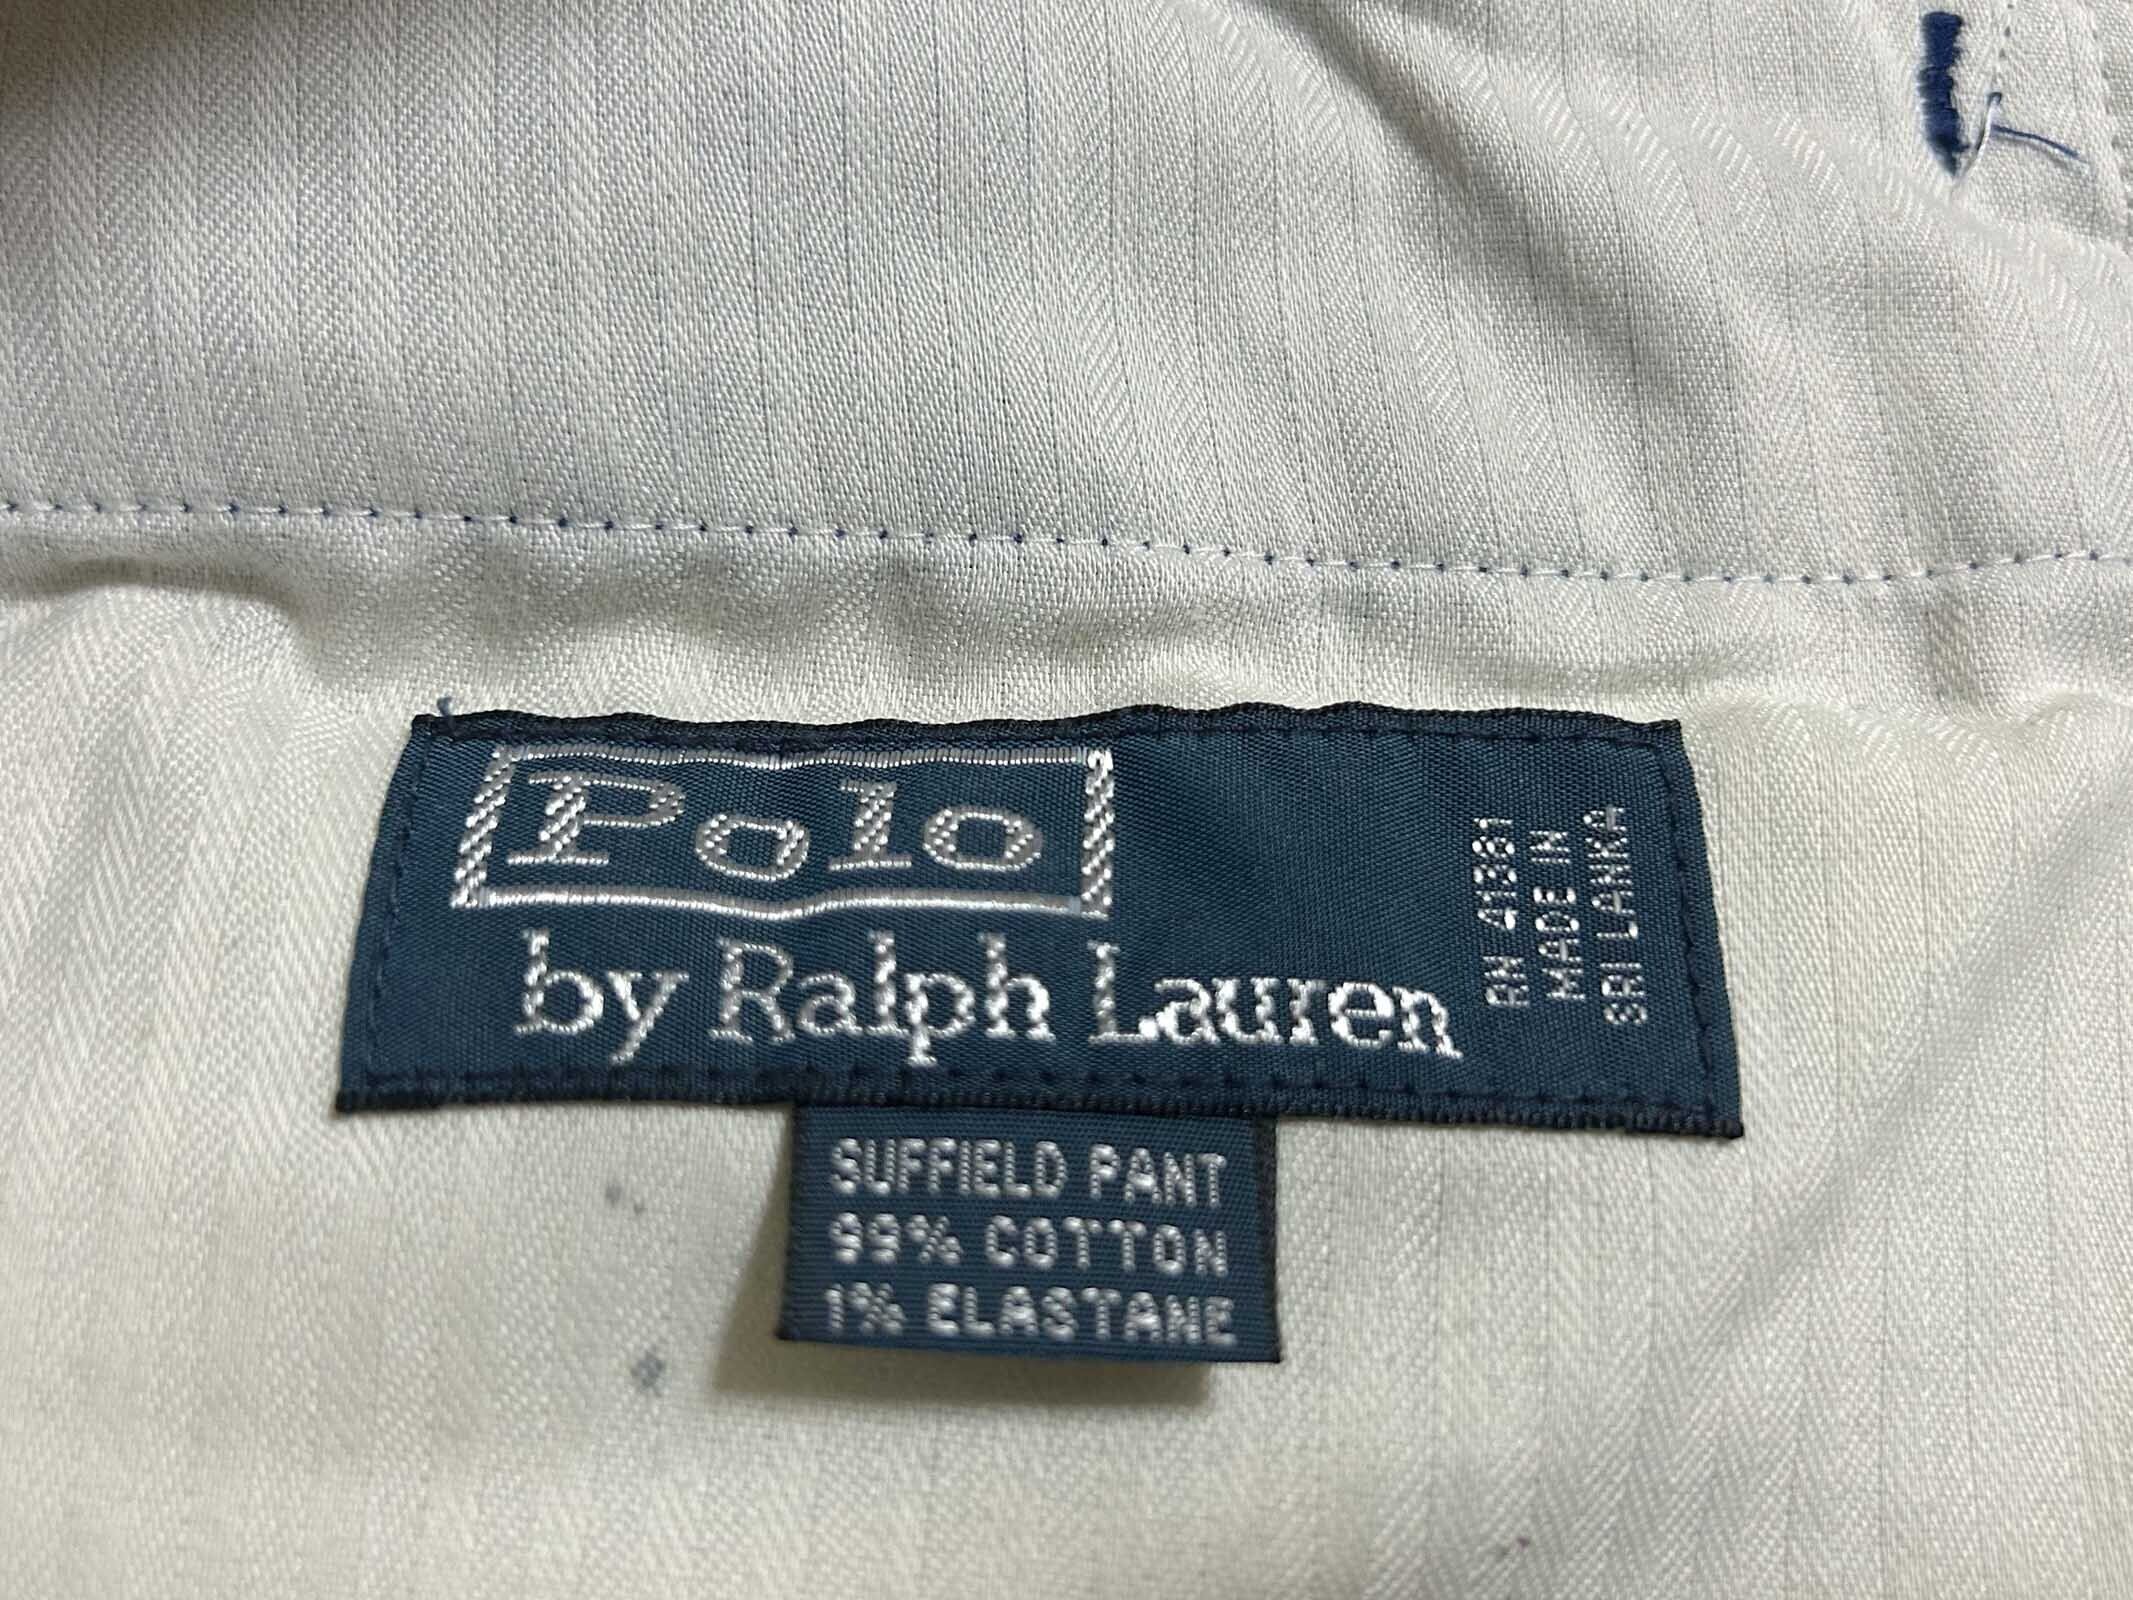 Polo
by Ralph Lauren
RN 41381
MADE IN
SRI LANKA
SUFFIELD PANT
99% COTTON
1% ELASTANE